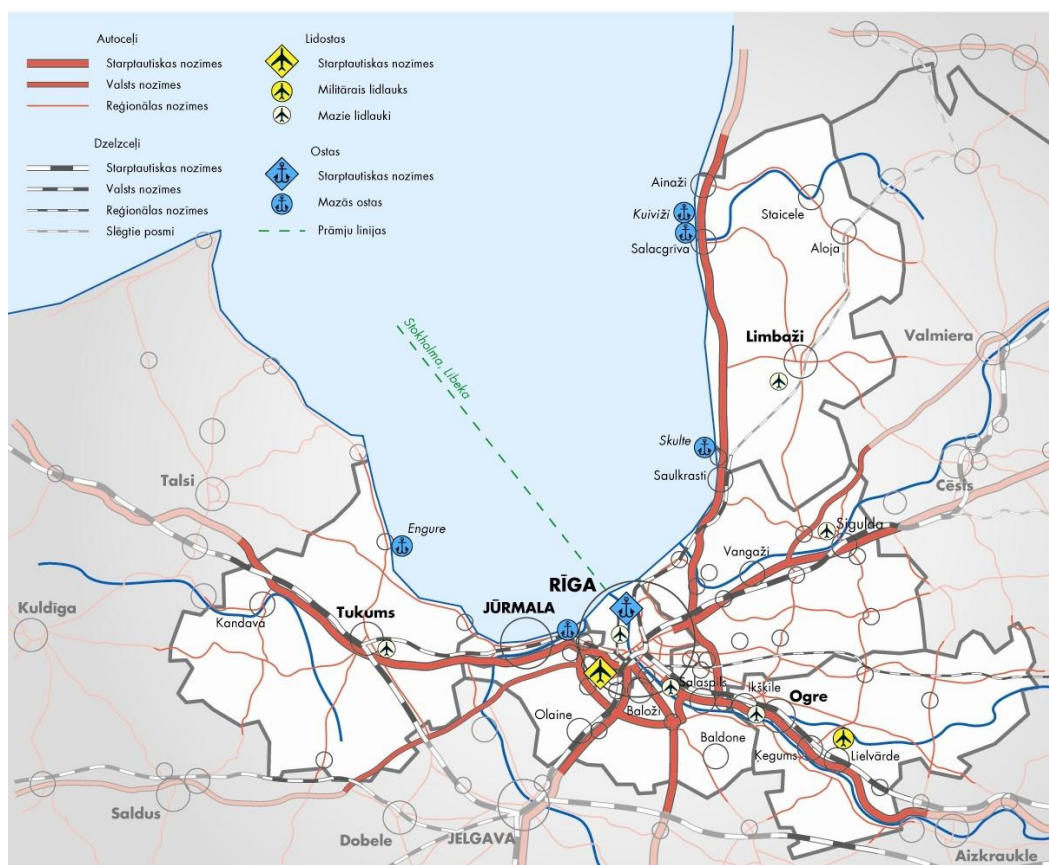 Autoceļi
Starptautiskas nozīmes
Valsts nozīmes
Reģionālas nozīmes
Dzelzceļi
Starptautiskas nozīmes
Valsts nozīmes
Reģionālas nozīmes
Slēgtie posmi
Lidostas
Starptautiskas nozīmes
Militārais lidlauks
Mazie lidlauki
Ostas
Starptautiskas nozīmes
Mazās ostas
Prāmju līnijas
Ainaži
Kuiviži
Staicele
Salacgrīva
Aloja
Stokholma, Lībeka
Limbaži
Valmiera
Skulte
Saulkrasti
Talsi
Cēsis
Engure
Sigulda
Vangaži
RĪGA
JŪRMALA
Kuldīga
Kandava
Tukums
Salaspils
Ikšķile
Ogre
Olaine
Baloži
Baldone
Ķegums
Lielvārde
Saldus
Dobele
JELGAVA
Aizkraukle